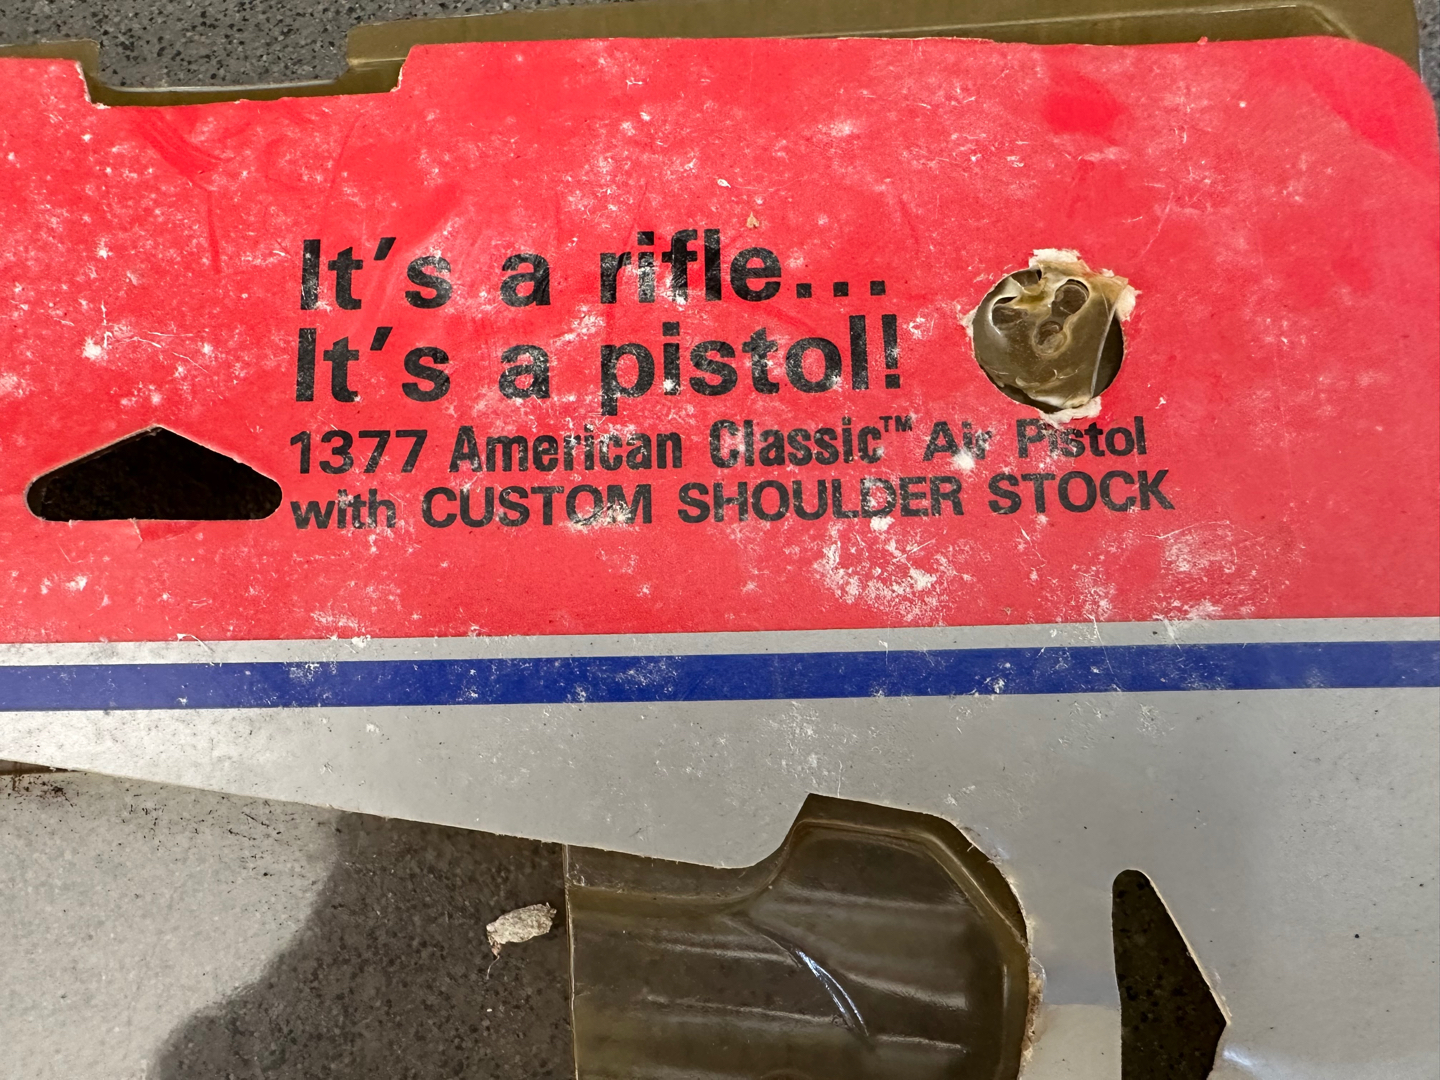 It's a rifle...
It's a pistol!
1377 American Classic™ Air Pistol
with CUSTOM SHOULDER STOCK